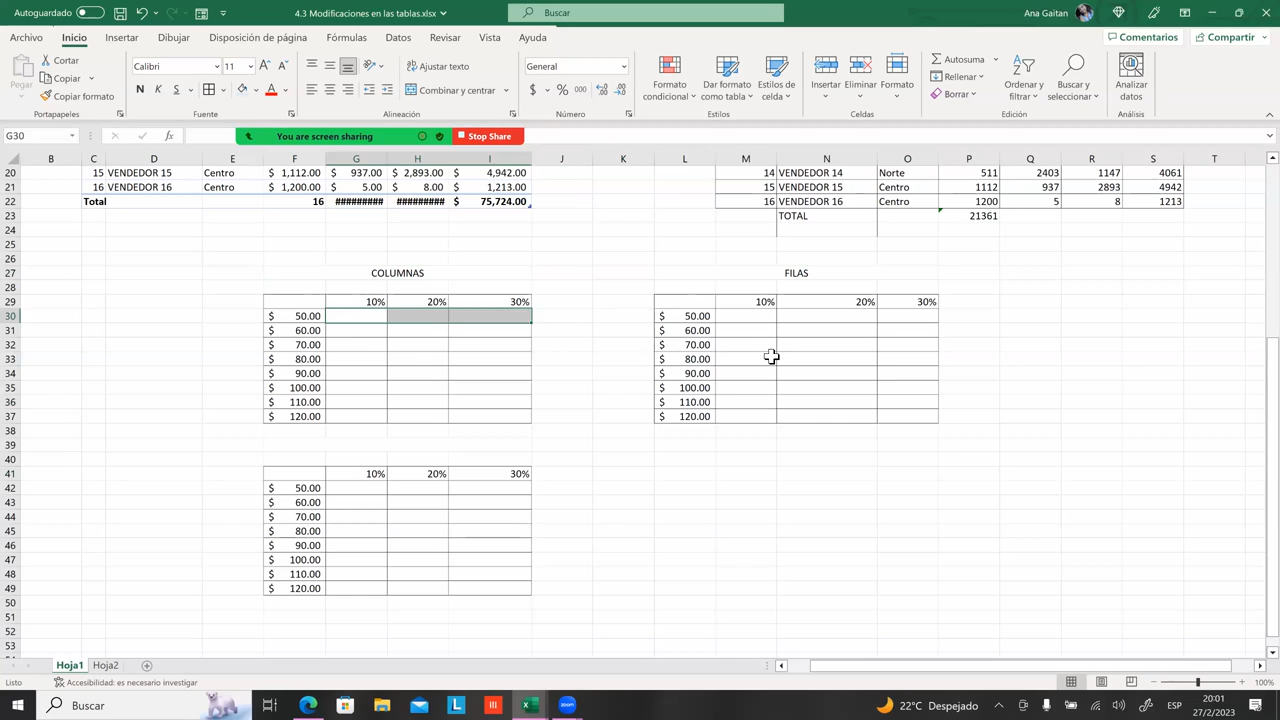 Autoguardado
4.3 Modificaciones en las tablas.xlsx
Buscar
Ana Gaitan
Archivo Inicio Insertar Dibujar Disposición de página Fórmulas Datos Revisar Vista Ayuda
Comentarios Compartir
Pegar
Cortar
Copiar
Copiar formato
Portapapeles
Calibri 11
N K S
Fuente
Ajustar texto
Combinar y centrar
Alineación
General
$ % 000
Número
Formato condicional
Dar formato como tabla
Estilos de celda
Estilos
Insertar
Eliminar
Formato
Celdas
Autosuma
Rellenar
Borrar
Ordenar y filtrar
Buscar y seleccionar
Edición
Analizar datos
Análisis
G30
fx
You are screen sharing
Stop Share
B C D E F G H I J K L M N O P Q R S T
20 15 VENDEDOR 15 Centro $ 1,112.00 $ 937.00 $ 2,893.00 $ 4,942.00 14 VENDEDOR 14 Norte 511 2403 1147 4061
21 16 VENDEDOR 16 Centro $ 1,200.00 $ 5.00 $ 8.00 $ 1,213.00 15 VENDEDOR 15 Centro 1112 937 2893 4942
22 Total 16 ######### ######### $ 75,724.00 16 VENDEDOR 16 Centro 1200 5 8 1213
23 TOTAL 21361
24
25
26
27 COLUMNAS FILAS
28
29 10% 20% 30% 10% 20% 30%
30 $ 50.00 $ 50.00
31 $ 60.00 $ 60.00
32 $ 70.00 $ 70.00
33 $ 80.00 $ 80.00
34 $ 90.00 $ 90.00
35 $ 100.00 $ 100.00
36 $ 110.00 $ 110.00
37 $ 120.00 $ 120.00
38
39
40
41 10% 20% 30%
42 $ 50.00
43 $ 60.00
44 $ 70.00
45 $ 80.00
46 $ 90.00
47 $ 100.00
48 $ 110.00
49 $ 120.00
50
51
52
53
Hoja1 Hoja2
Listo
Accesibilidad: es necesario investigar
100%
Buscar
22°C Despejado
ESP
20:01
27/2/2023